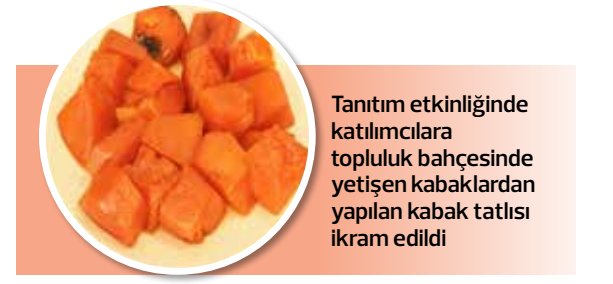 Tanıtım etkinliğinde
katılımcılara
topluluk bahçesinde
yetişen kabaklardan
yapılan kabak tatlısı
ikram edildi